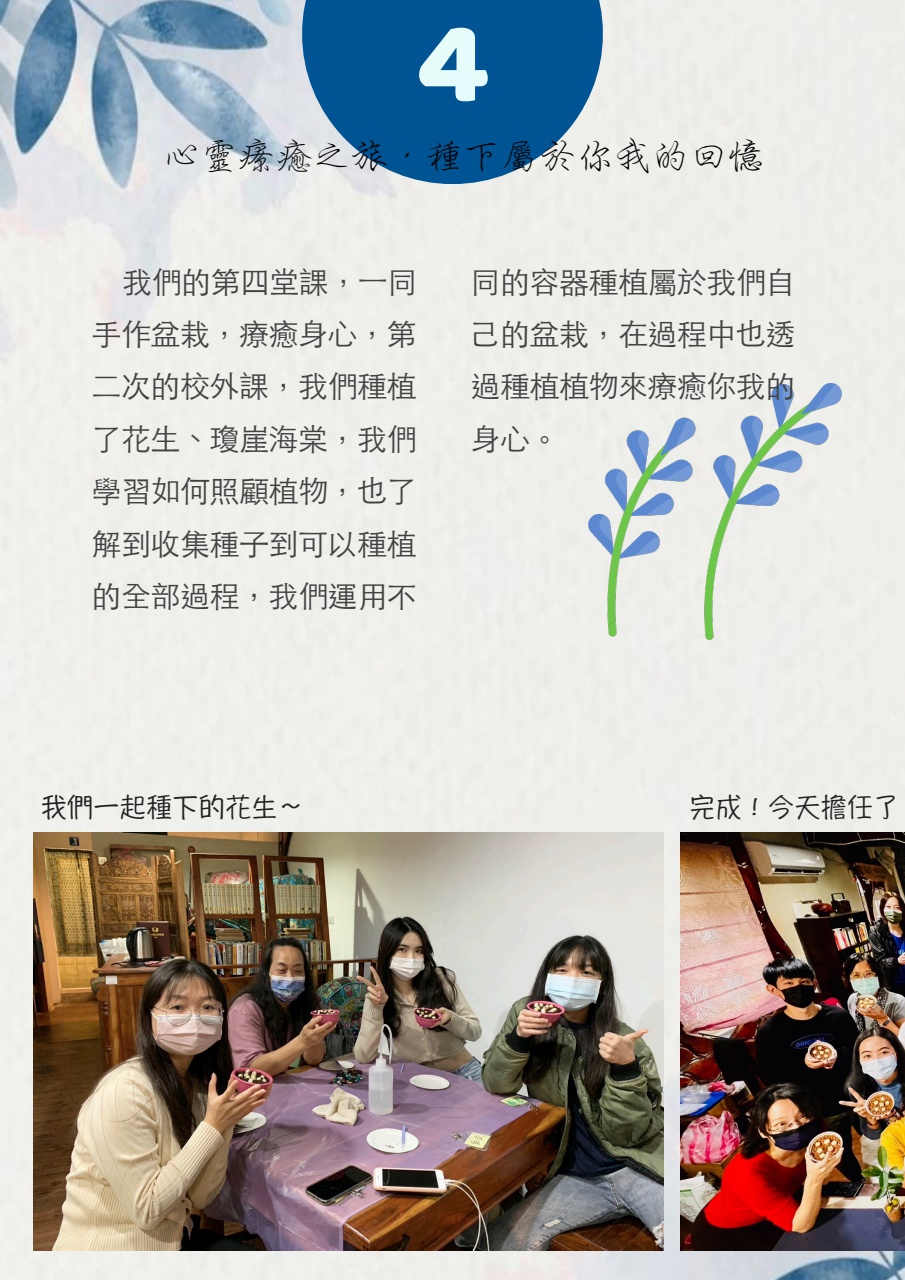 4
心靈療癒之旅，種下屬於你我的回憶
我們的第四堂課，一同
手作盆栽，療癒身心，第
二次的校外課，我們種植
了花生、瓊崖海棠，我們
學習如何照顧植物，也了
解到收集種子到可以種植
的全部過程，我們運用不
同的容器種植屬於我們自
己的盆栽，在過程中也透
過種植植物來療癒你我的
身心。
我們一起種下的花生～
完成！今天擔任了